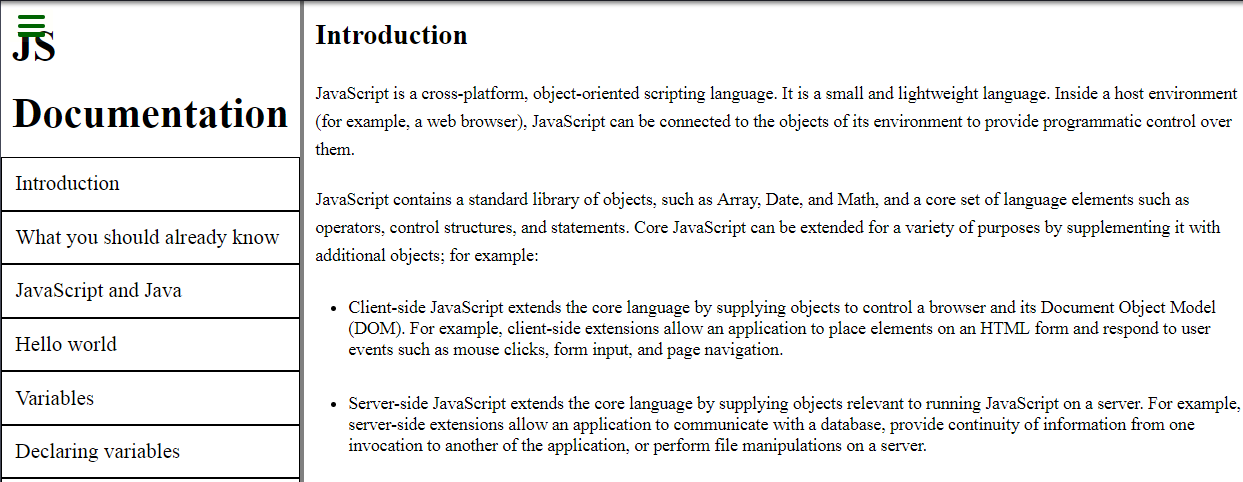 JS
Documentation
Introduction
What you should already know
JavaScript and Java
Hello world
Variables
Declaring variables
Introduction
JavaScript is a cross-platform, object-oriented scripting language. It is a small and lightweight language. Inside a host environment
(for example, a web browser), JavaScript can be connected to the objects of its environment to provide programmatic control over
them.
JavaScript contains a standard library of objects, such as Array, Date, and Math, and a core set of language elements such as
operators, control structures, and statements. Core JavaScript can be extended for a variety of purposes by supplementing it with
additional objects; for example:
• Client-side JavaScript extends the core language by supplying objects to control a browser and its Document Object Model
(DOM). For example, client-side extensions allow an application to place elements on an HTML form and respond to user
events such as mouse clicks, form input, and page navigation.
• Server-side JavaScript extends the core language by supplying objects relevant to running JavaScript on a server. For example,
server-side extensions allow an application to communicate with a database, provide continuity of information from one
invocation to another of the application, or perform file manipulations on a server.